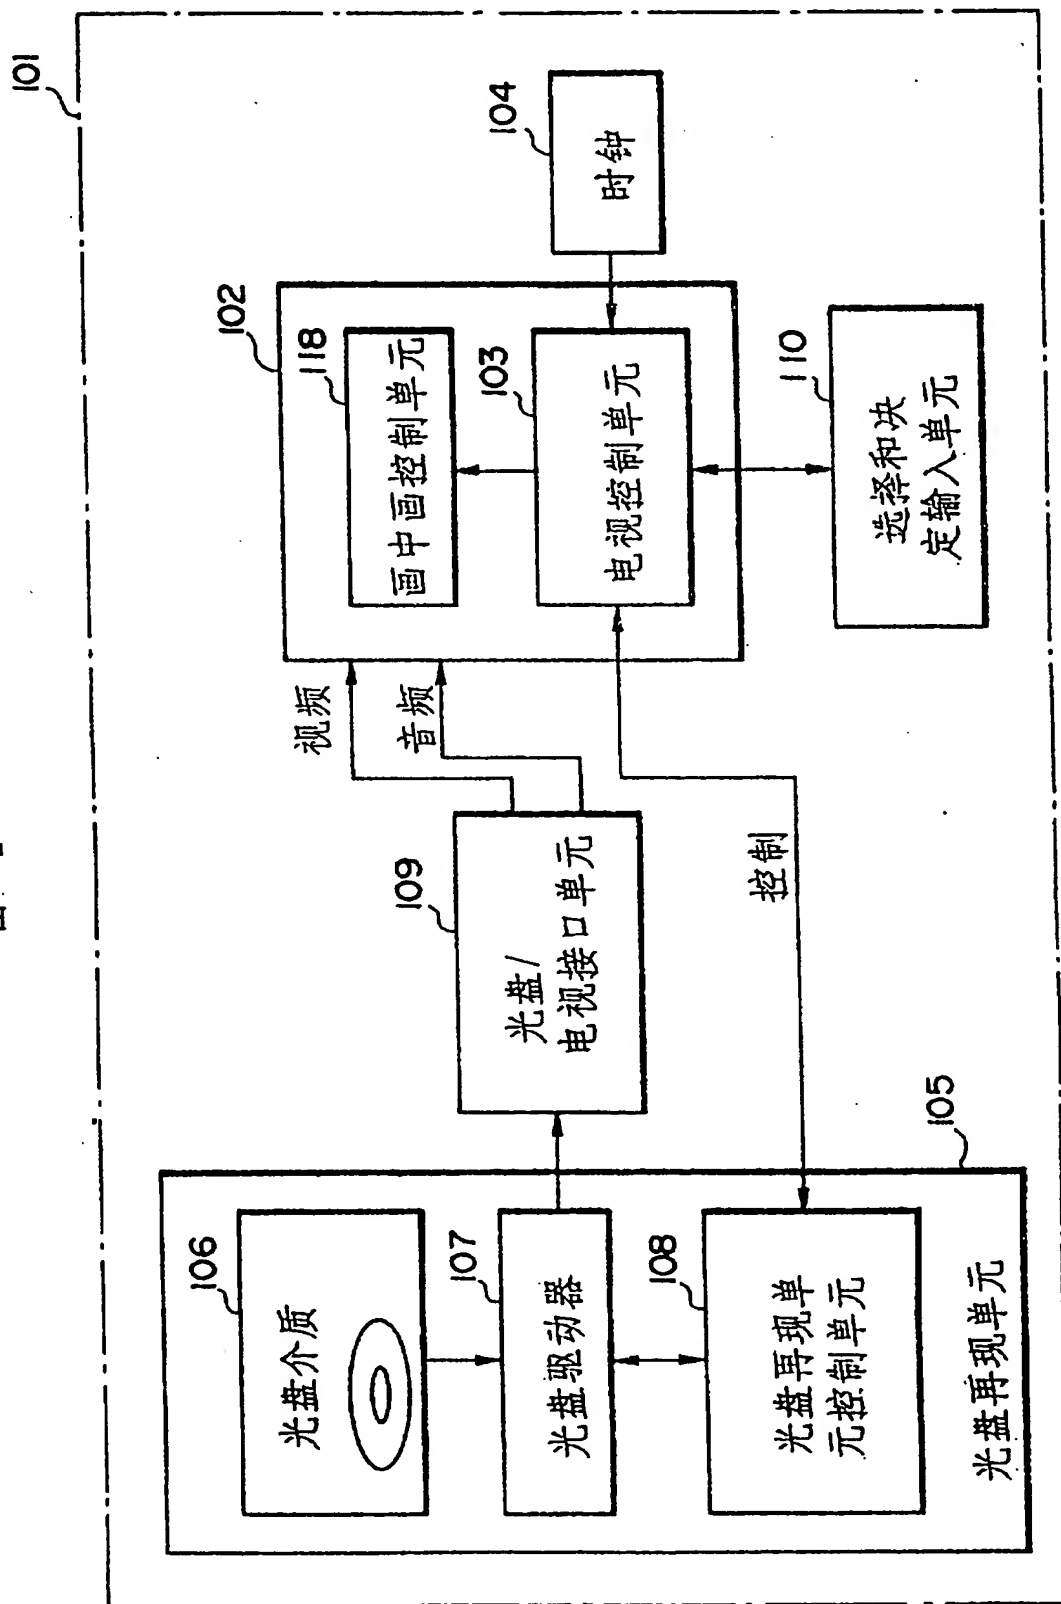 101
106
光盘介质
107
光盘驱动器
108
光盘再现单
元控制单元
光盘再现单元
105
109
光盘/
电视接口单元
视频
音频
控制
102
118
画中画控制单元
103
电视控制单元
104
时钟
110
选择和决
定输入单元